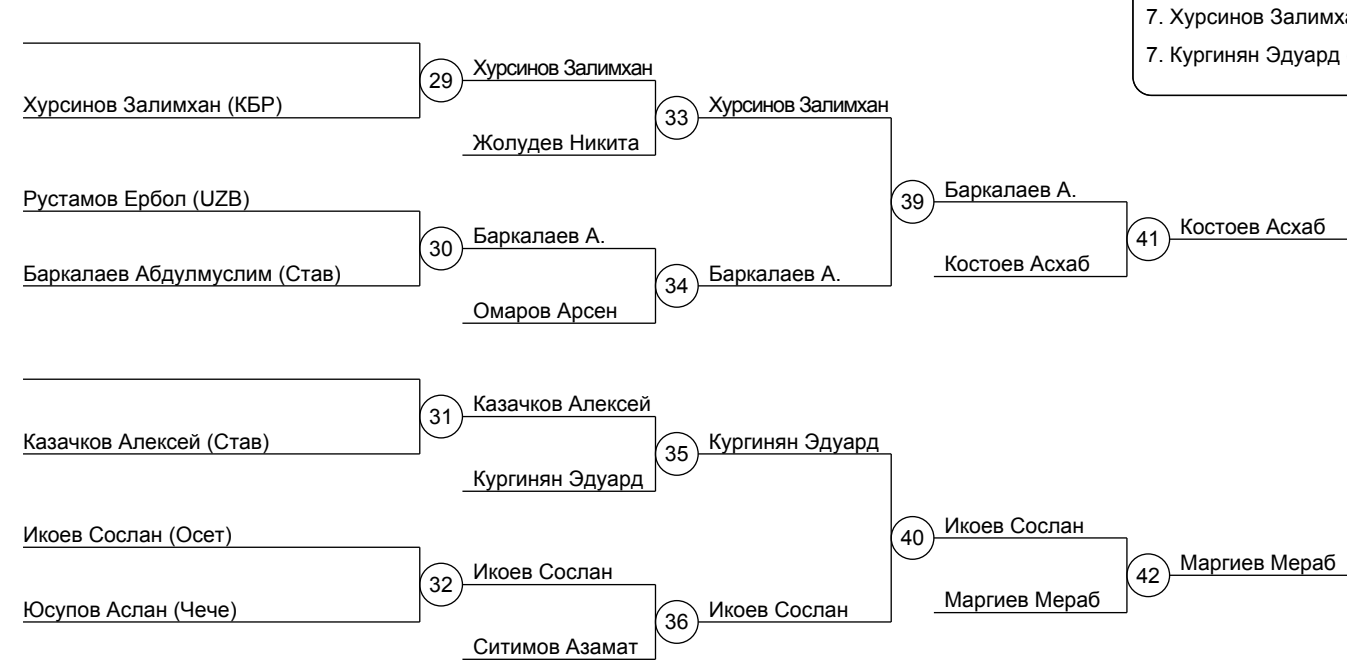 7. Хурсинов Залимха
7. Кургинян Эдуард
29
Хурсинов Залимхан
Хурсинов Залимхан (КБР)
33
Хурсинов Залимхан
Жолудев Никита
Рустамов Ербол (UZB)
39
Баркалаев А.
30
Баркалаев А.
41
Костоев Асхаб
Баркалаев Абдулмуслим (Став)
34
Баркалаев А.
Костоев Асхаб
Омаров Арсен
31
Казачков Алексей
Казачков Алексей (Став)
35
Кургинян Эдуард
Кургинян Эдуард
Икоев Сослан (Осет)
40
Икоев Сослан
32
Икоев Сослан
42
Маргиев Мераб
Юсупов Аслан (Чече)
36
Икоев Сослан
Маргиев Мераб
Ситимов Азамат